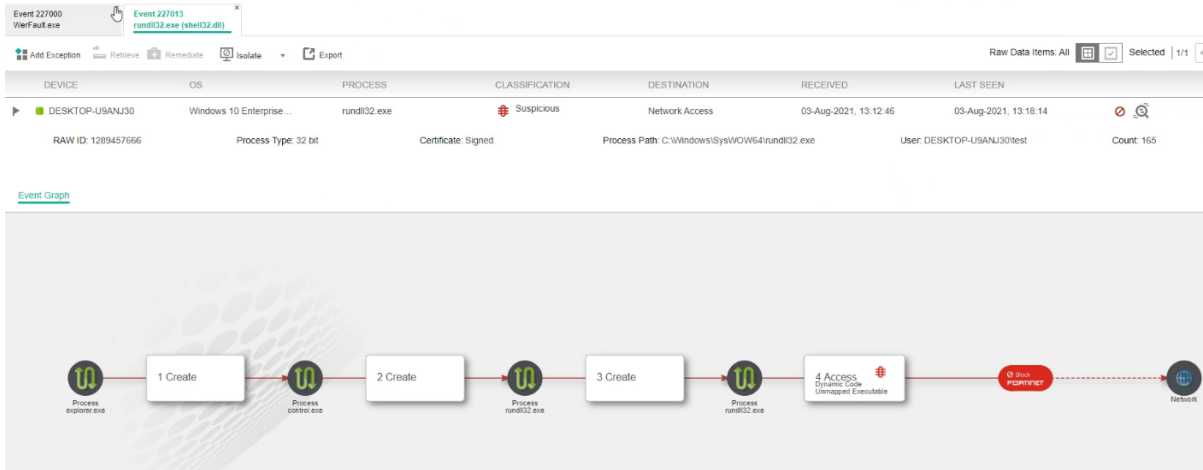 Event 227000
WerFault.exe
Event 227013
rundll32.exe (shell32.dll)
Add Exception Retrieve Remediate Isolate Export Raw Data Items: All Selected 1/1
DEVICE OS PROCESS CLASSIFICATION DESTINATION RECEIVED LAST SEEN
DESKTOP-U9ANJ30 Windows 10 Enterprise... rundll32.exe Suspicious Network Access 03-Aug-2021, 13:12:46 03-Aug-2021, 13:18:14
RAW ID: 1289457666 Process Type: 32 bit Certificate: Signed Process Path: C:\Windows\SysWOW64\rundll32.exe User: DESKTOP-U9ANJ30\test Count: 165
Event Graph
1 Create
2 Create
3 Create
4 Access
Dynamic Code
Unmapped Executable
Block
FORTINET
Process
explorer.exe
Process
control.exe
Process
rundll32.exe
Process
rundll32.exe
Network